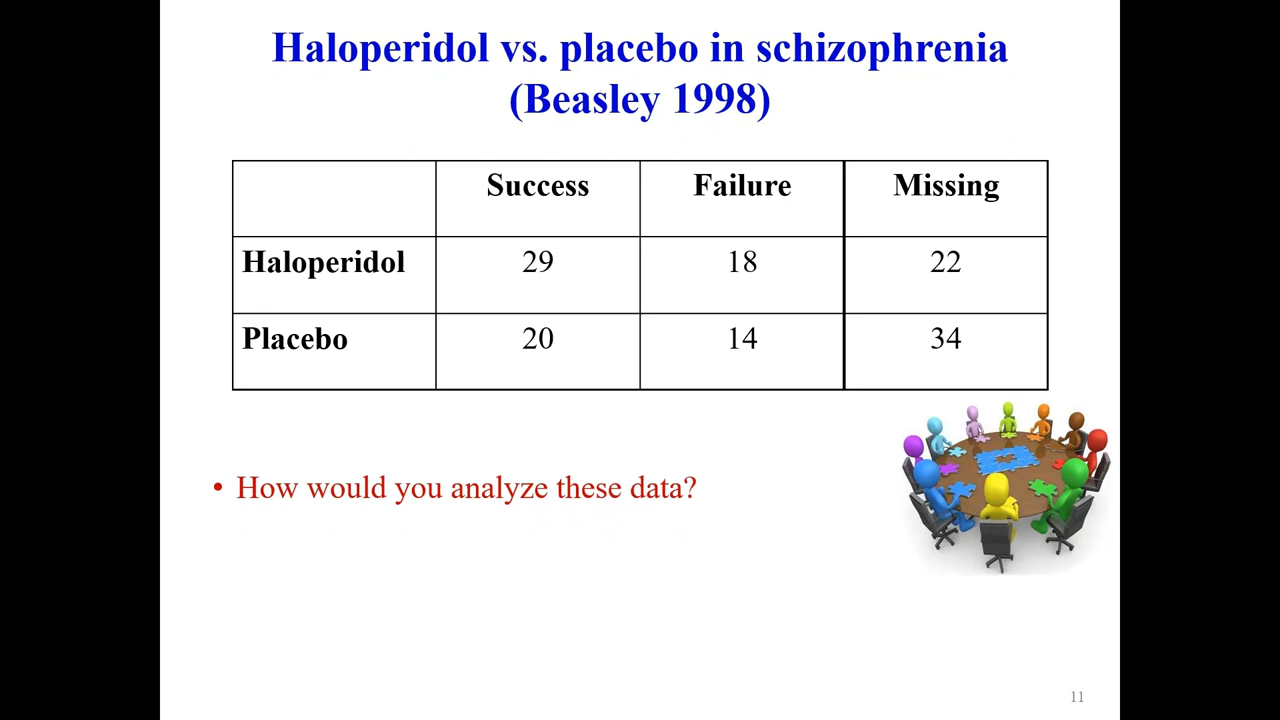 Haloperidol vs. placebo in schizophrenia
(Beasley 1998)
Success Failure Missing
Haloperidol 29 18 22
Placebo 20 14 34
• How would you analyze these data?
11